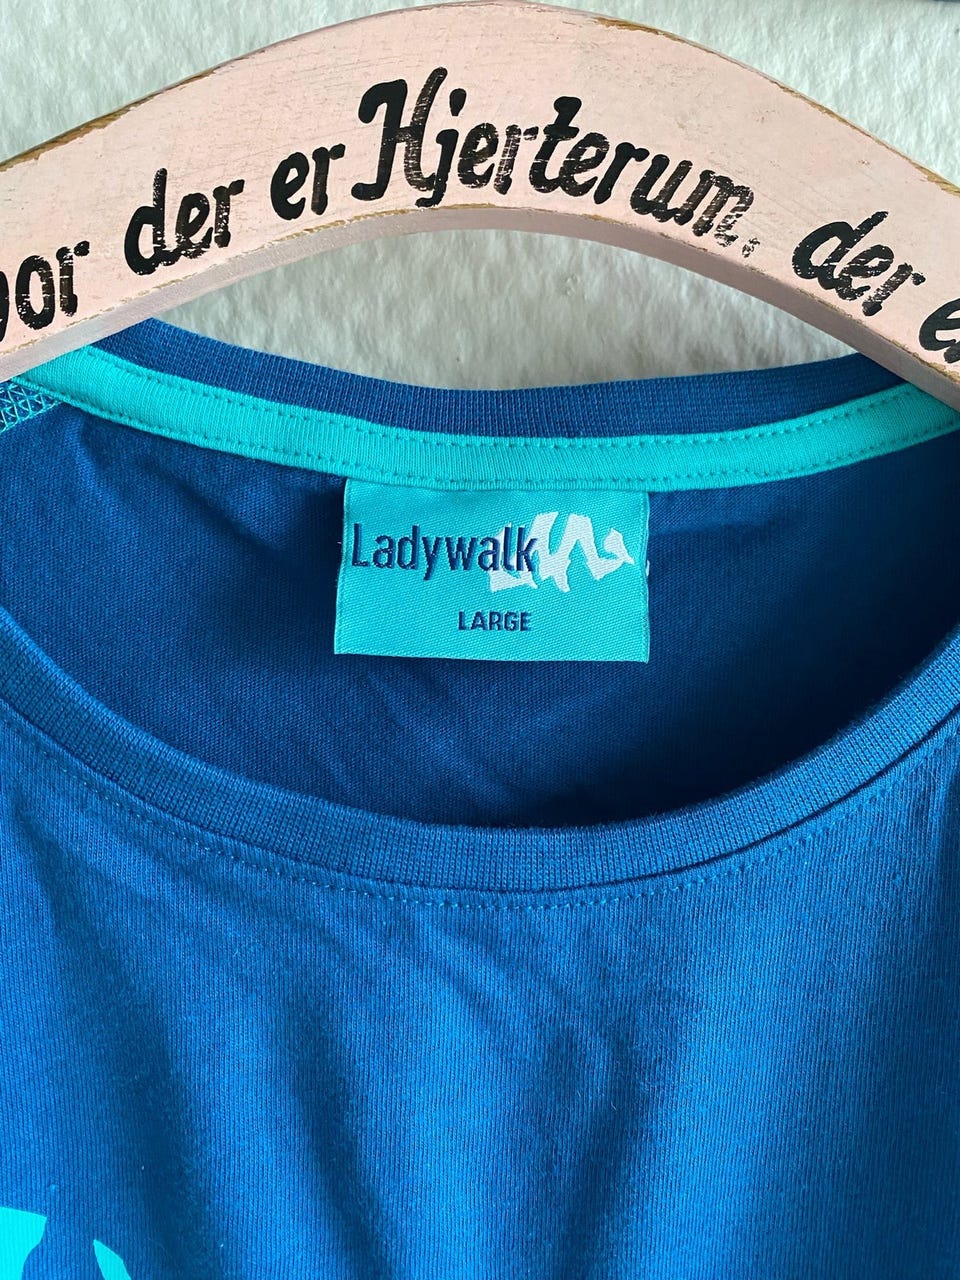 der er Hjerterum, der
Ladywalk
LARGE